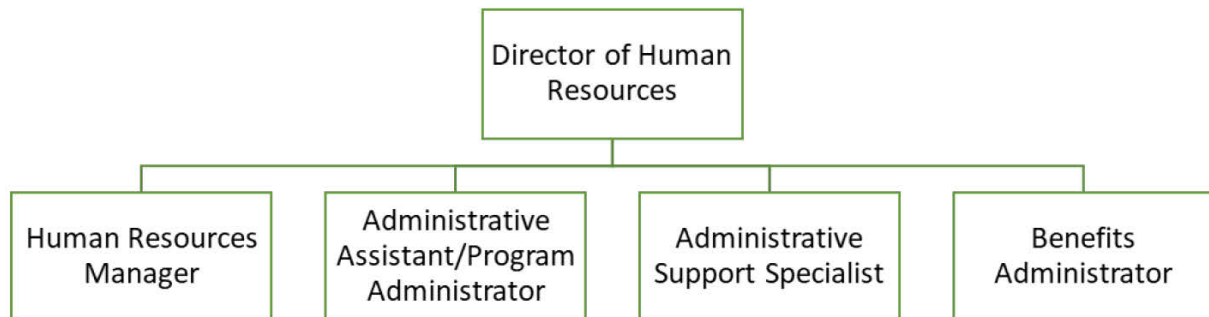 Director of Human
Resources
Human Resources
Manager
Administrative
Assistant/Program
Administrator
Administrative
Support Specialist
Benefits
Administrator